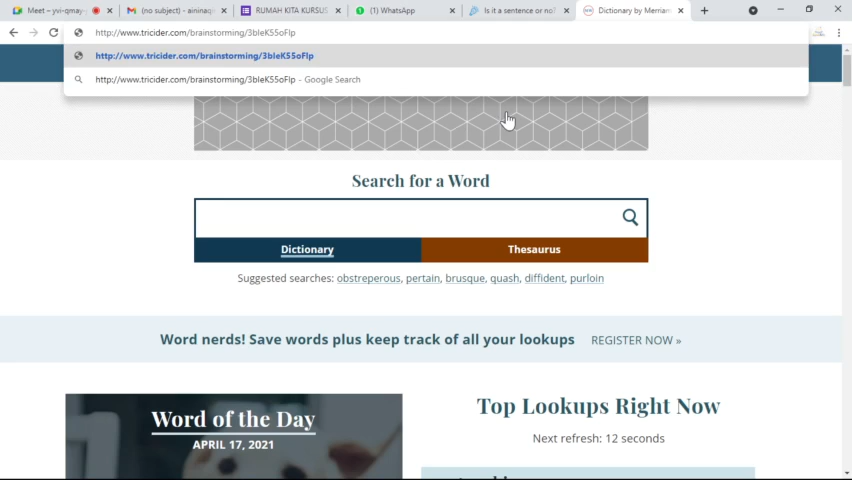 Meet – ywi-qmay-
(no subject) - aininaqi
RUMAH KITA KURSUS
(1) WhatsApp
Is it a sentence or no?
Dictionary by Merriam
http://www.tricider.com/brainstorming/3bleK55oFlp
http://www.tricider.com/brainstorming/3bleK55oFlp
http://www.tricider.com/brainstorming/3bleK55oFlp - Google Search
Search for a Word
Dictionary
Thesaurus
Suggested searches: obstreperous, pertain, brusque, quash, diffident, purloin
Word nerds! Save words plus keep track of all your lookups REGISTER NOW »
Word of the Day
APRIL 17, 2021
Top Lookups Right Now
Next refresh: 12 seconds